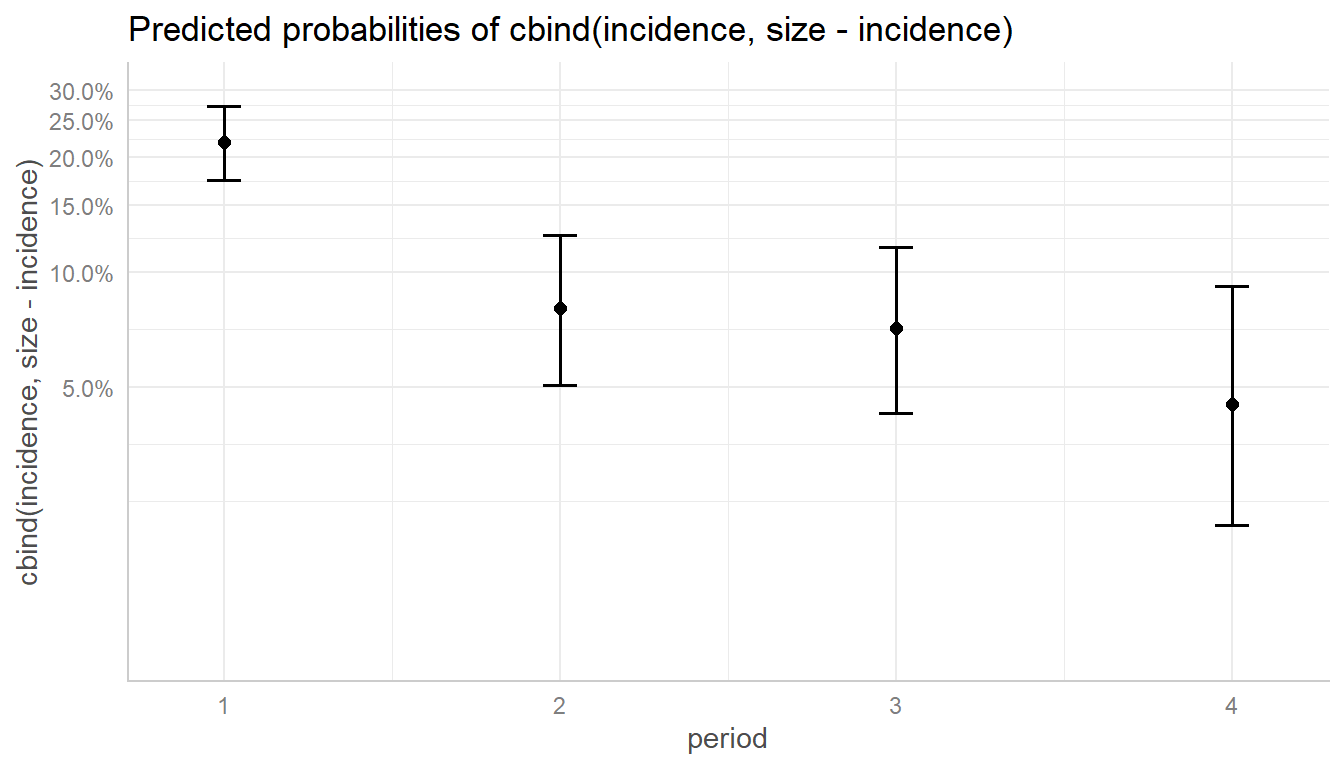 Predicted probabilities of cbind(incidence, size - incidence)
cbind(incidence, size - incidence)
30.0%
25.0%
20.0%
15.0%
10.0%
5.0%
1 2 3 4
period